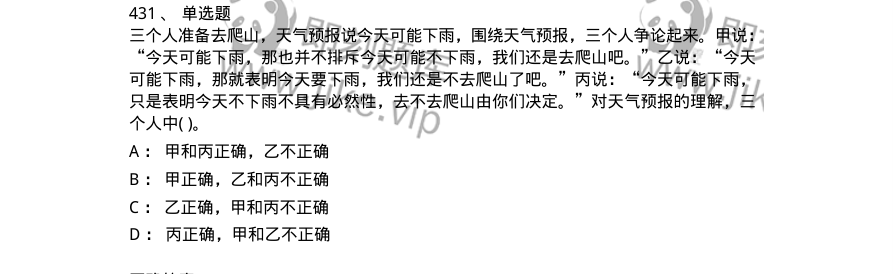 431 、 单选题
三个人准备去爬山，天气预报说今天可能下雨，围绕天气预报，三个人争论起来。甲说：
“今天可能下雨，那也并不排斥今天可能不下雨，我们还是去爬山吧。”乙说：“今天
可能下雨，那就表明今天要下雨，我们还是不去爬山了吧。”丙说：“今天可能下雨，
只是表明今天不下雨不具有必然性，去不去爬山由你们决定。”对天气预报的理解，三
个人中( )。
A ： 甲和丙正确，乙不正确
B ： 甲正确，乙和丙不正确
C ： 乙正确，甲和丙不正确
D ： 丙正确，甲和乙不正确